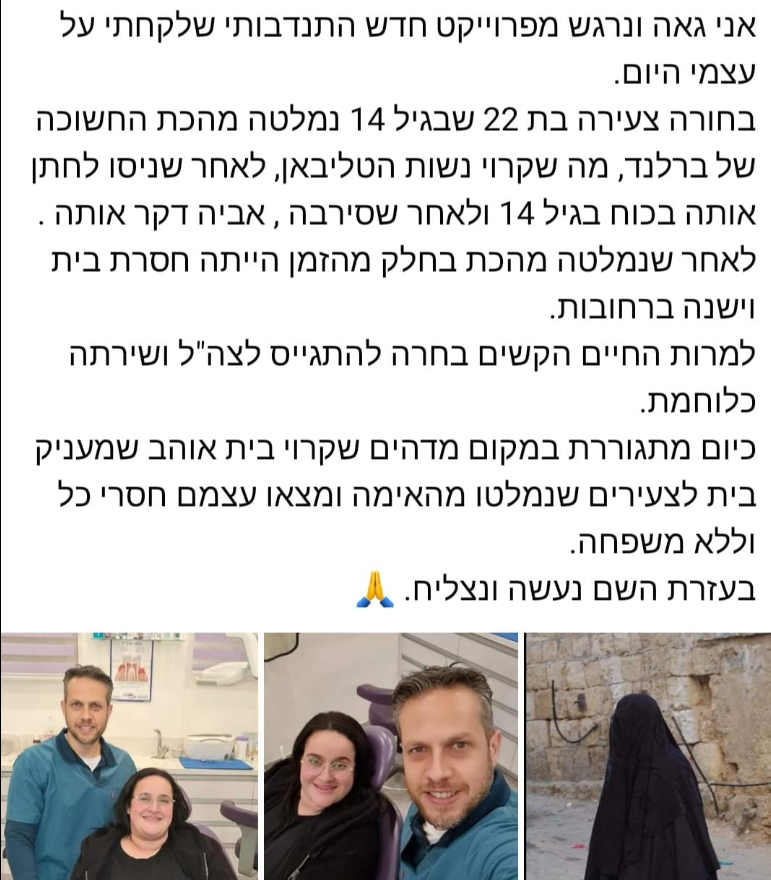 אני גאה ונרגש מפרוייקט חדש התנדבותי שלקחתי על
עצמי היום.
בחורה צעירה בת 22 שבגיל 14 נמלטה מהכת החשוכה
של ברלנד, מה שקרוי נשות הטליבאן, לאחר שניסו לחתן
אותה בכוח בגיל 14 ולאחר שסירבה , אביה דקר אותה .
לאחר שנמלטה מהכת בחלק מהזמן הייתה חסרת בית
וישנה ברחובות.
למרות החיים הקשים בחרה להתגייס לצה"ל ושירתה
כלוחמת.
כיום מתגוררת במקום מדהים שקרוי בית אוהב שמעניק
בית לצעירים שנמלטו מהאימה ומצאו עצמם חסרי כל
וללא משפחה.
בעזרת השם נעשה ונצליח. 🙏